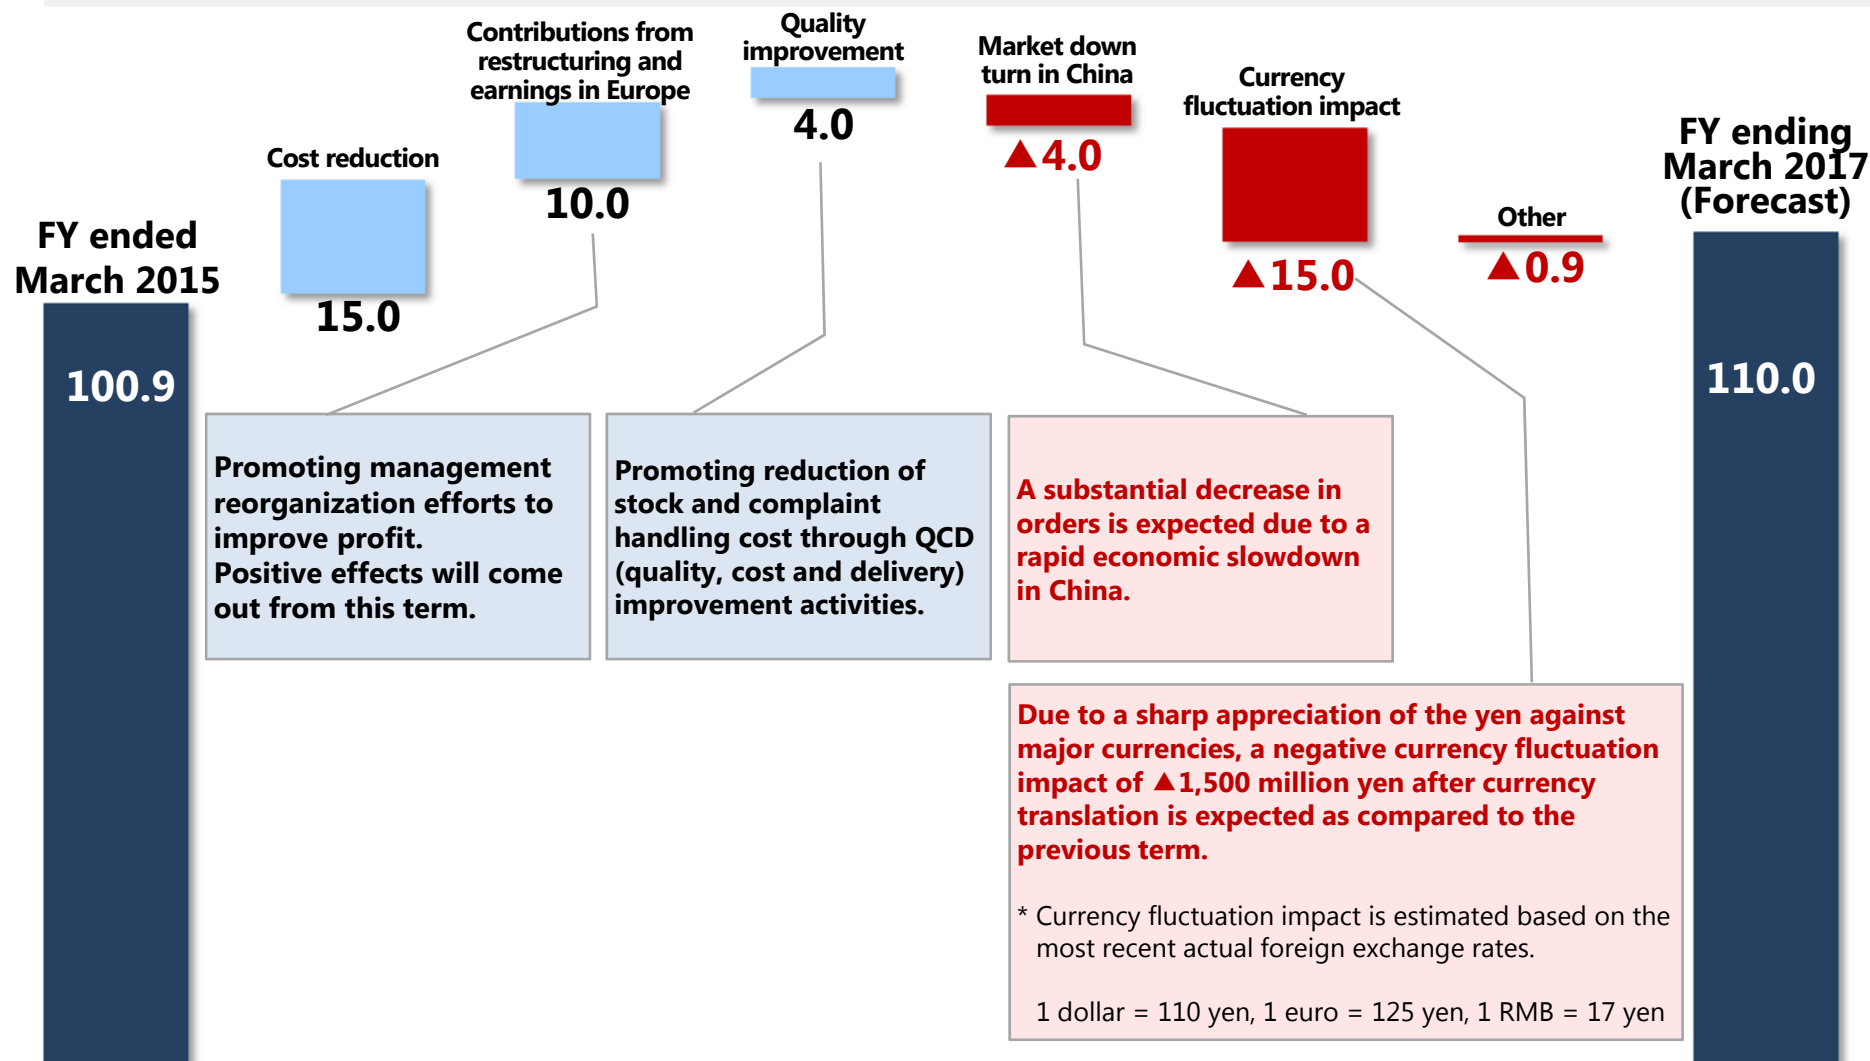 FY ended
March 2015
100.9
Cost reduction
15.0
Contributions from
restructuring and
earnings in Europe
10.0
Quality
improvement
4.0
Market down
turn in China
▲4.0
Currency
fluctuation impact
▲15.0
Other
▲0.9
FY ending
March 2017
(Forecast)
110.0
Promoting management
reorganization efforts to
improve profit.
Positive effects will come
out from this term.
Promoting reduction of
stock and complaint
handling cost through QCD
(quality, cost and delivery)
improvement activities.
A substantial decrease in
orders is expected due to a
rapid economic slowdown
in China.
Due to a sharp appreciation of the yen against
major currencies, a negative currency fluctuation
impact of ▲1,500 million yen after currency
translation is expected as compared to the
previous term.
* Currency fluctuation impact is estimated based on the
most recent actual foreign exchange rates.
1 dollar = 110 yen, 1 euro = 125 yen, 1 RMB = 17 yen